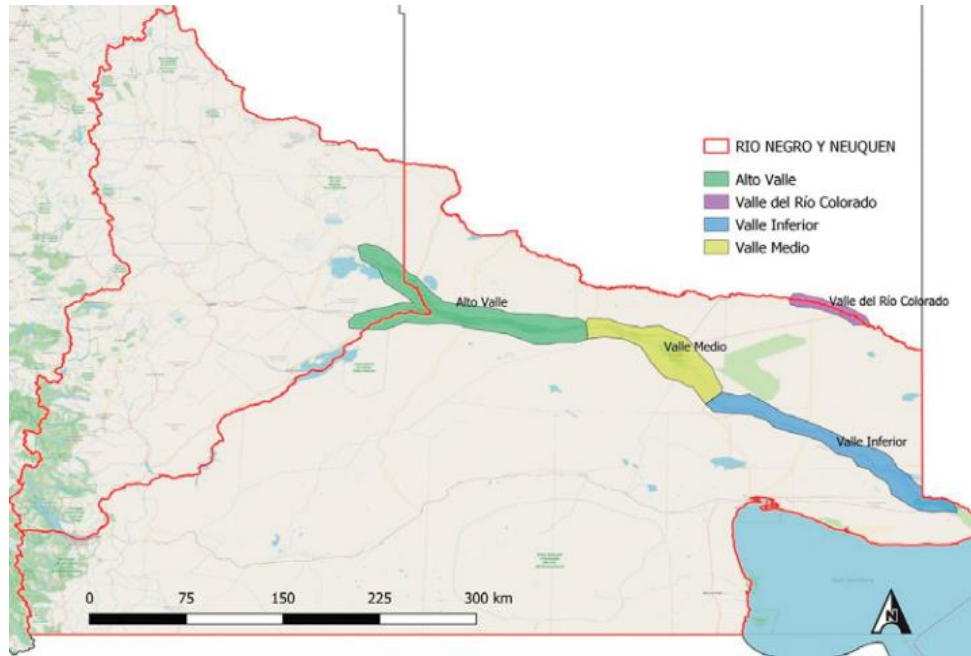 RIO NEGRO Y NEUQUEN
Alto Valle
Valle del Río Colorado
Valle Inferior
Valle Medio
Alto Valle
Valle del Río Colorado
Valle Medio
Valle Inferior
0 75 150 225 300 km
N